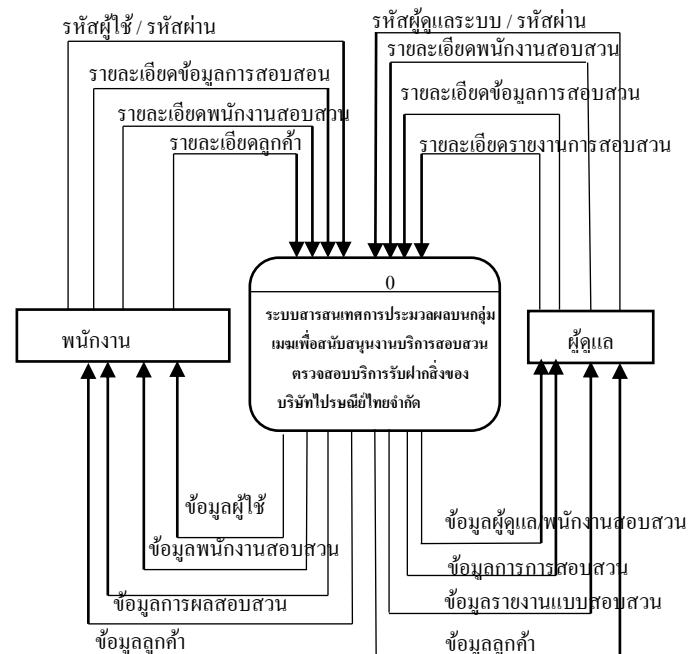 รหัสผู้ใช้ / รหัสผ่าน
รายละเอียดข้อมูลการสอบสอน
รายละเอียดพนักงานสอบสวน
รายละเอียดลูกค้า
รหัสผู้ดูแลระบบ / รหัสผ่าน
รายละเอียดพนักงานสอบสวน
รายละเอียดข้อมูลการสอบสวน
รายละเอียดรายงานการสอบสวน
พนักงาน
0
ระบบสารสนเทศการประมวลผลบนกลุ่ม
เมฆเพื่อสนับสนุนงานบริการสอบสวน
ตรวจสอบบริการรับฝากสิ่งของ
บริษัทไปรษณีย์ไทยจำกัด
ผู้ดูแล
ข้อมูลผู้ใช้
ข้อมูลพนักงานสอบสวน
ข้อมูลการผลสอบสวน
ข้อมูลลูกค้า
ข้อมูลผู้ดูแล/พนักงานสอบสวน
ข้อมูลการการสอบสวน
ข้อมูลรายงานแบบสอบสวน
ข้อมูลลูกค้า